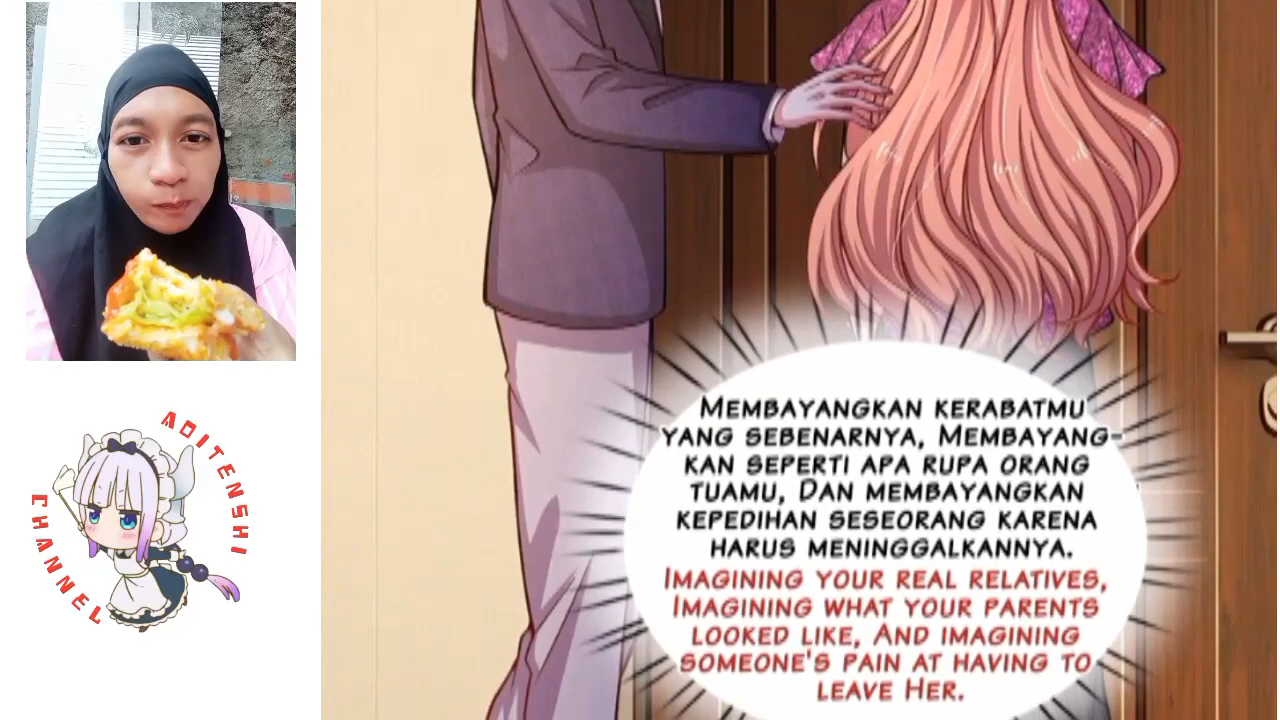 ADITENSHI
CHANNEL
MEMBAYANGKAN KERABATMU
YANG SEBENARNYA, MEMBAYANG-
KAN SEPERTI APA RUPA ORANG
TUAMU, DAN MEMBAYANGKAN
KEPEDIHAN SESEORANG KARENA
HARUS MENINGGALKANNYA.
IMAGINING YOUR REAL RELATIVES,
IMAGINING WHAT YOUR PARENTS
LOOKED LIKE, AND IMAGINING
SOMEONE'S PAIN AT HAVING TO
LEAVE HER.